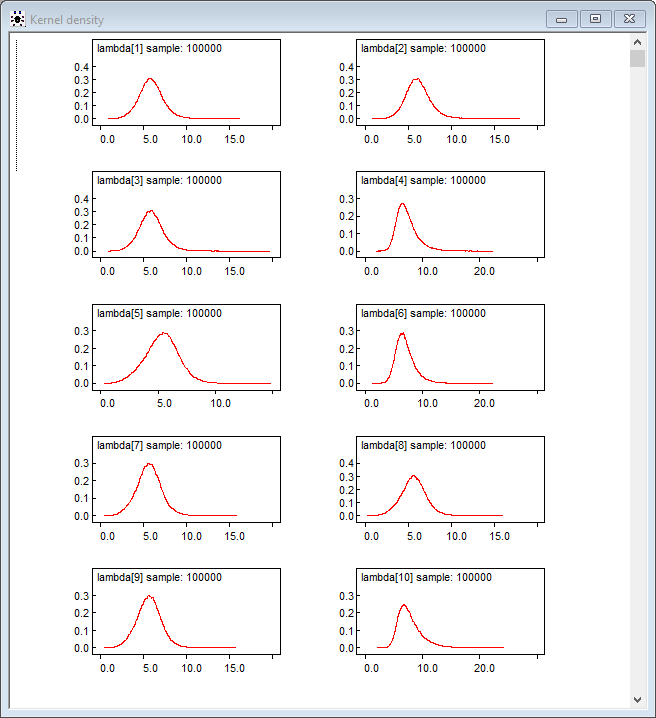 Kernel density
lambda[1] sample: 100000
0.4
0.3
0.2
0.1
0.0
0.0 5.0 10.0 15.0
lambda[2] sample: 100000
0.4
0.3
0.2
0.1
0.0
0.0 5.0 10.0 15.0
lambda[3] sample: 100000
0.4
0.3
0.2
0.1
0.0
0.0 5.0 10.0 15.0
lambda[4] sample: 100000
0.3
0.2
0.1
0.0
0.0 10.0 20.0
lambda[5] sample: 100000
0.3
0.2
0.1
0.0
0.0 5.0 10.0
lambda[6] sample: 100000
0.3
0.2
0.1
0.0
0.0 10.0 20.0
lambda[7] sample: 100000
0.3
0.2
0.1
0.0
0.0 5.0 10.0 15.0
lambda[8] sample: 100000
0.4
0.3
0.2
0.1
0.0
0.0 5.0 10.0 15.0
lambda[9] sample: 100000
0.3
0.2
0.1
0.0
0.0 5.0 10.0 15.0
lambda[10] sample: 100000
0.3
0.2
0.1
0.0
0.0 10.0 20.0